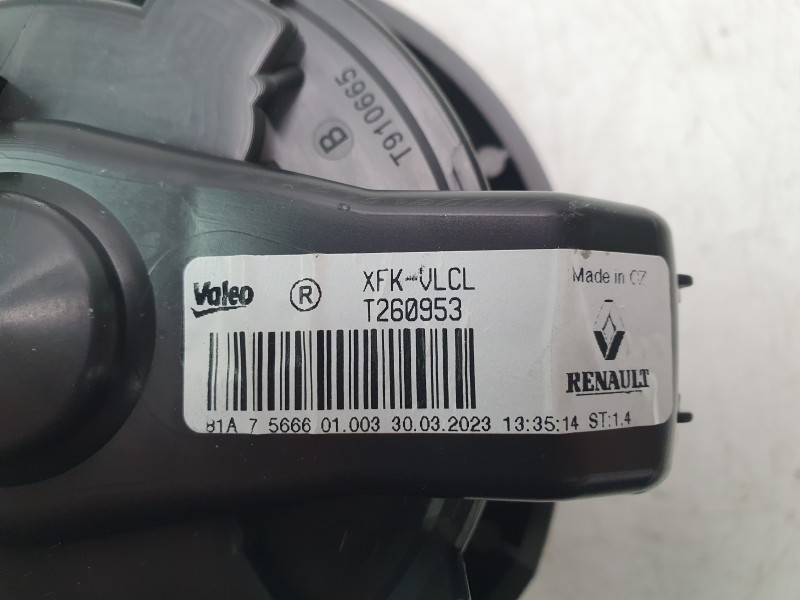 T910665
B
Valeo ® XFK-VLCL Made in CZ
T260953
RENAULT
81A 7 5666 01.003 30.03.2023 13:35:14 ST:1.4